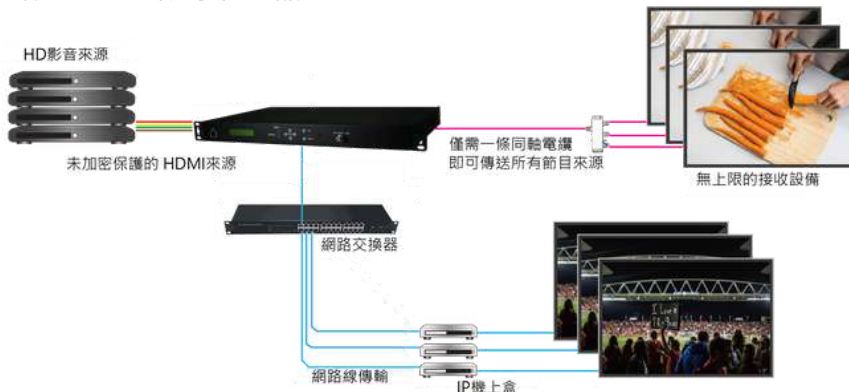 HD影音來源
未加密保護的 HDMI來源
僅需一條同軸電纜
即可傳送所有節目來源
無上限的接收設備
網路交換器
網路線傳輸
IP機上盒